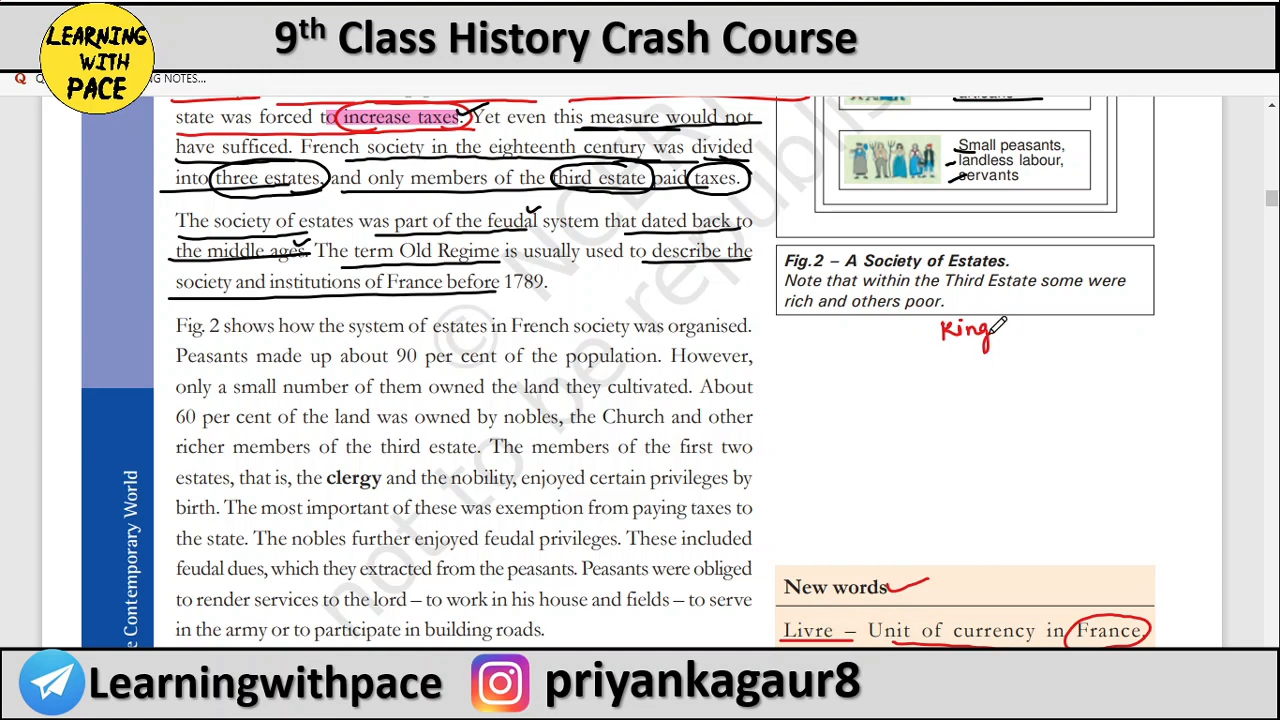 9th Class History Crash Course
LEARNING
WITH
PACE
NG NOTES...
state was forced to increase taxes. Yet even this measure would not
have sufficed. French society in the eighteenth century was divided
into three estates, and only members of the third estate paid taxes.
The society of estates was part of the feudal system that dated back to
the middle ages. The term Old Regime is usually used to describe the
society and institutions of France before 1789.
Fig. 2 shows how the system of estates in French society was organised.
Peasants made up about 90 per cent of the population. However,
only a small number of them owned the land they cultivated. About
60 per cent of the land was owned by nobles, the Church and other
richer members of the third estate. The members of the first two
estates, that is, the clergy and the nobility, enjoyed certain privileges by
birth. The most important of these was exemption from paying taxes to
the state. The nobles further enjoyed feudal privileges. These included
feudal dues, which they extracted from the peasants. Peasants were obliged
to render services to the lord – to work in his house and fields – to serve
in the army or to participate in building roads.
artisans
Small peasants,
landless labour,
servants
Fig.2 – A Society of Estates.
Note that within the Third Estate some were
rich and others poor.
King
New words
Livre – Unit of currency in France,
e Contemporary World
© NCERT
not to be republis
Learningwithpace
priyankagaur8